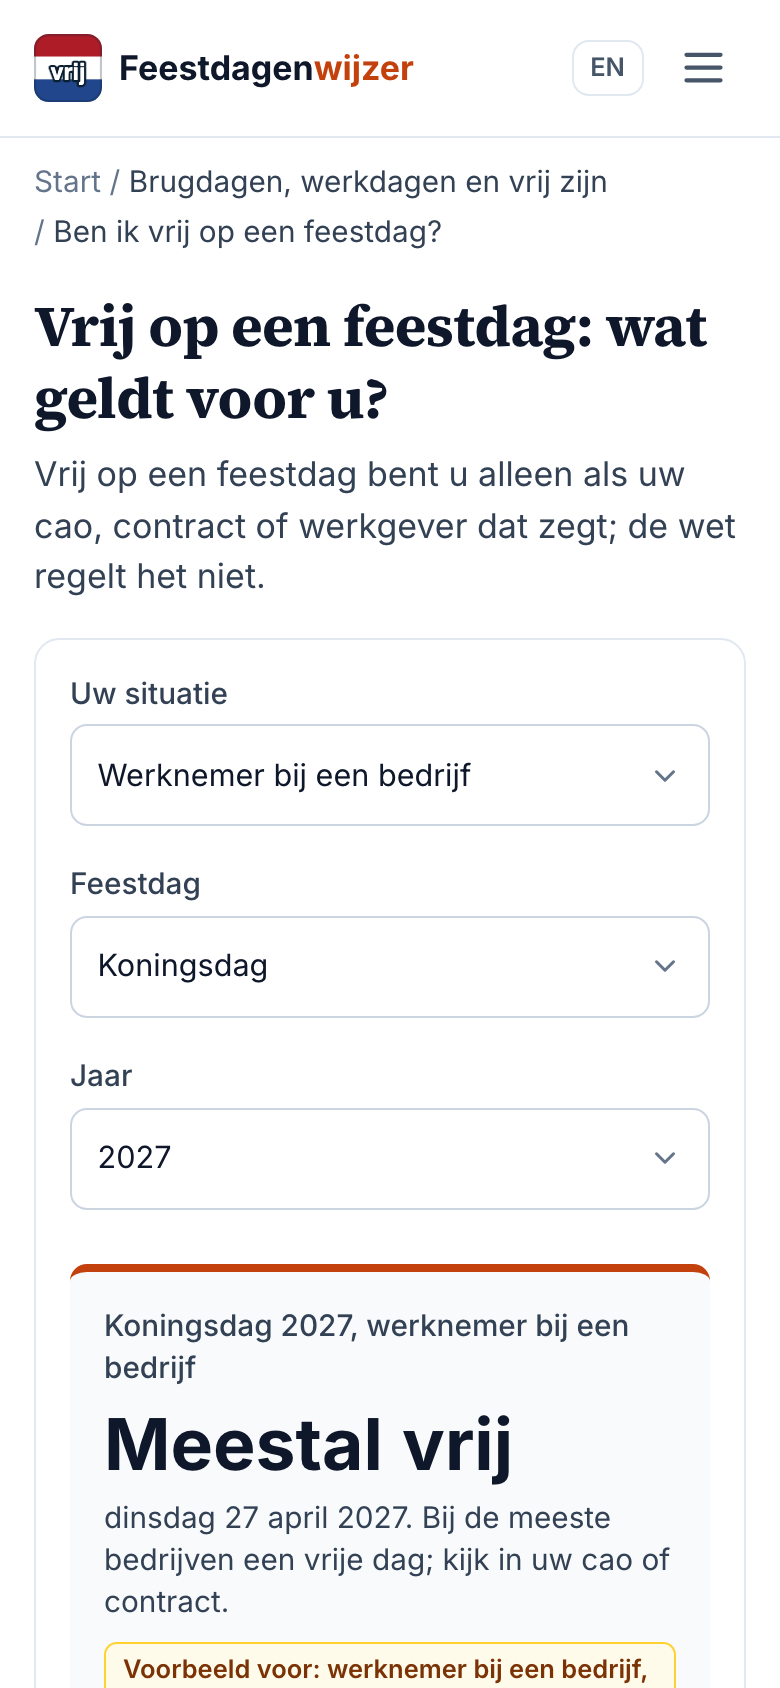 vrij
Feestdagenwijzer
EN
Start / Brugdagen, werkdagen en vrij zijn
/ Ben ik vrij op een feestdag?
Vrij op een feestdag: wat
geldt voor u?
Vrij op een feestdag bent u alleen als uw
cao, contract of werkgever dat zegt; de wet
regelt het niet.
Uw situatie
Werknemer bij een bedrijf
Feestdag
Koningsdag
Jaar
2027
Koningsdag 2027, werknemer bij een
bedrijf
Meestal vrij
dinsdag 27 april 2027. Bij de meeste
bedrijven een vrije dag; kijk in uw cao of
contract.
Voorbeeld voor: werknemer bij een bedrijf,